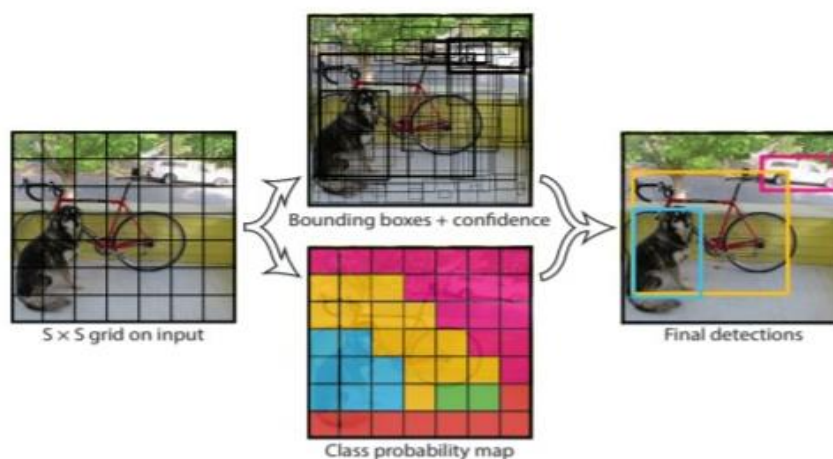 Bounding boxes + confidence
S × S grid on input
Final detections
Class probability map